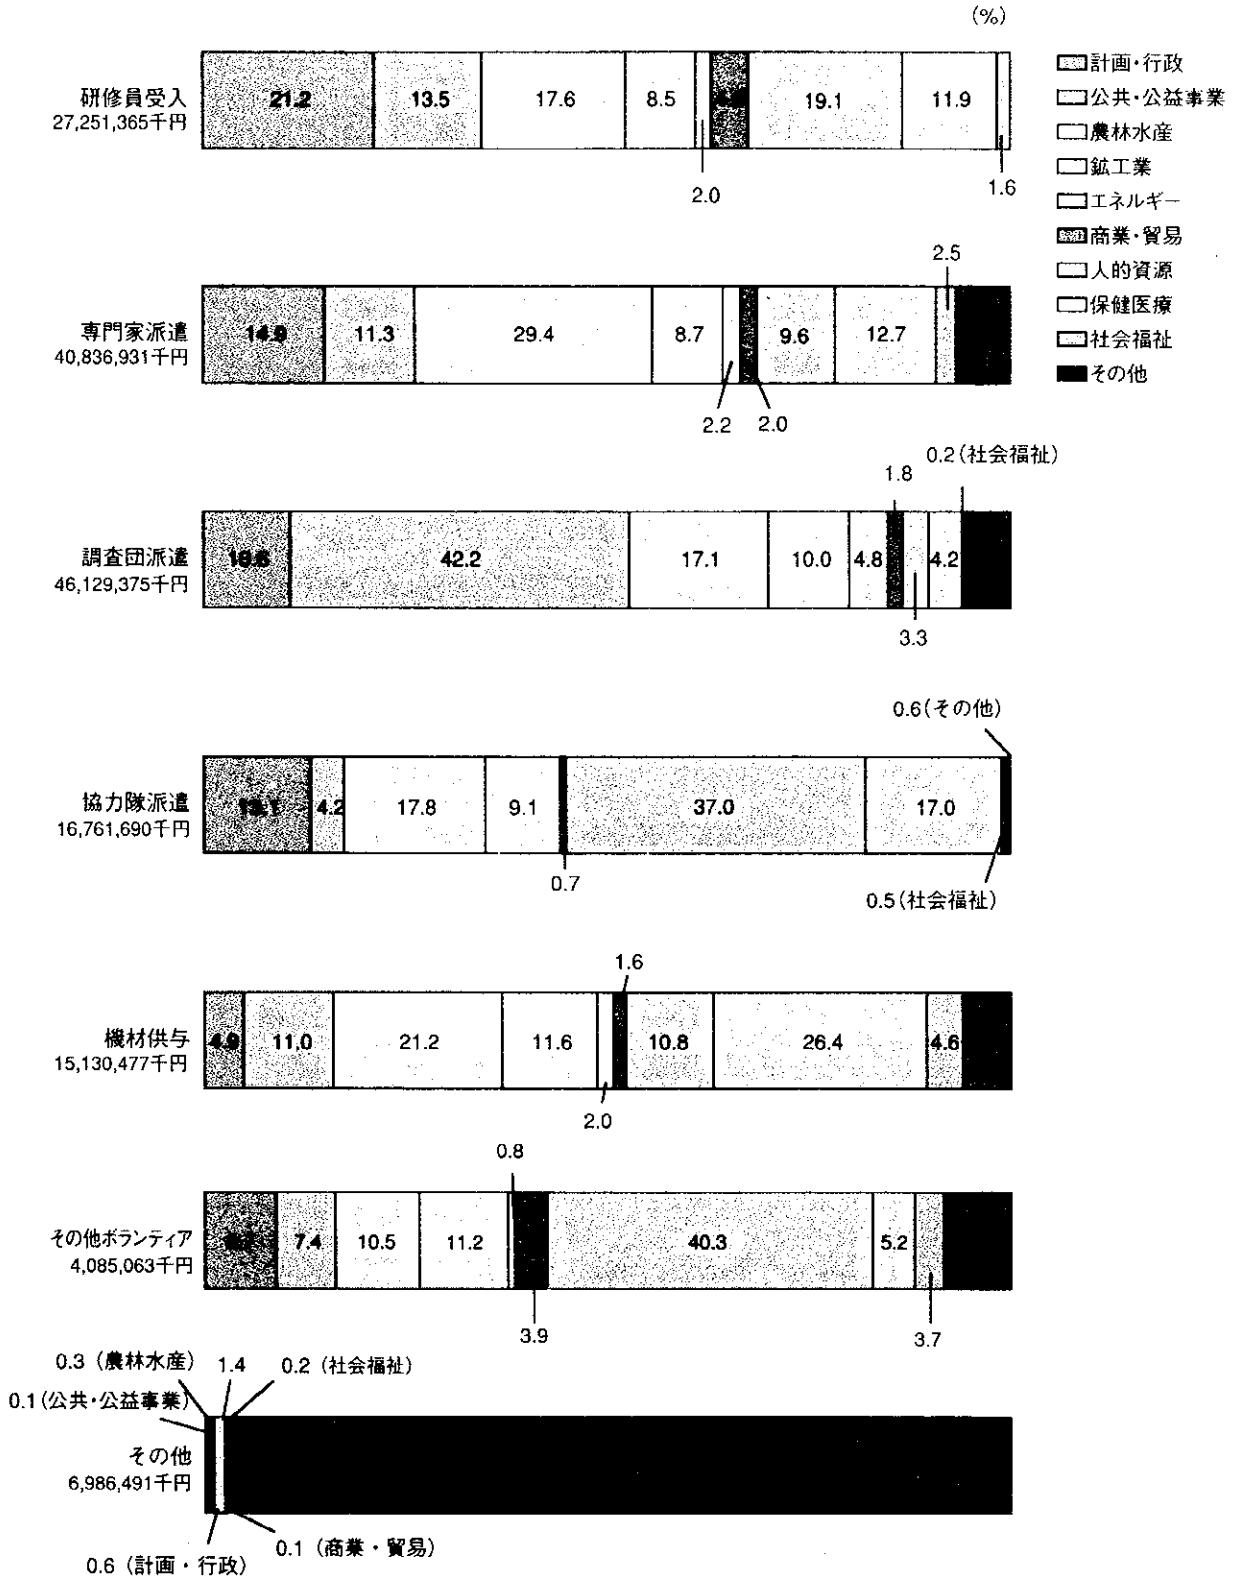 (%)
計画・行政
公共・公益事業
農林水産
鉱工業
エネルギー
商業・貿易
人的資源
保健医療
社会福祉
その他
研修員受入
27,251,365千円
21.2 13.5 17.6 8.5 19.1 11.9
2.0 1.6
2.5
専門家派遣
40,836,931千円
14.9 11.3 29.4 8.7 9.6 12.7
2.2 2.0
1.8 0.2(社会福祉)
調査団派遣
46,129,375千円
10.6 42.2 17.1 10.0 4.8 4.2
3.3
0.6(その他)
協力隊派遣
16,761,690千円
13.1 4.2 17.8 9.1 37.0 17.0
0.7
0.5(社会福祉)
1.6
機材供与
15,130,477千円
4.9 11.0 21.2 11.6 10.8 26.4 4.6
2.0
0.8
その他ボランティア
4,085,063千円
7.4 10.5 11.2 40.3 5.2
3.9 3.7
0.3 (農林水産) 1.4 0.2 (社会福祉)
0.1(公共・公益事業)
その他
6,986,491千円
0.1 (商業・貿易)
0.6 (計画・行政)